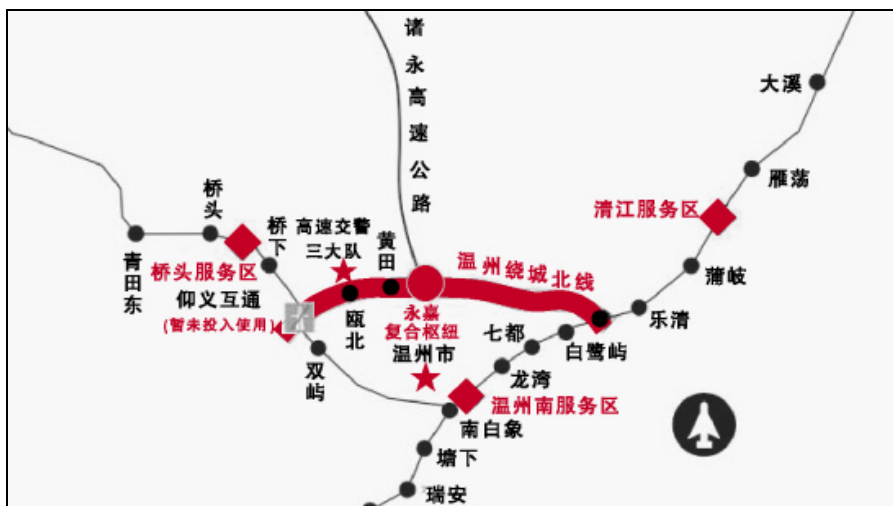 诸永高速公路
大溪
雁荡
清江服务区
蒲岐
乐清
桥头
桥下
高速交警
三大队
黄田
温州绕城北线
青田东
桥头服务区
仰义互通
(暂未投入使用)
瓯北
永嘉
复合枢纽
温州市
七都
白鹭屿
双屿
龙湾
温州南服务区
南白象
塘下
瑞安